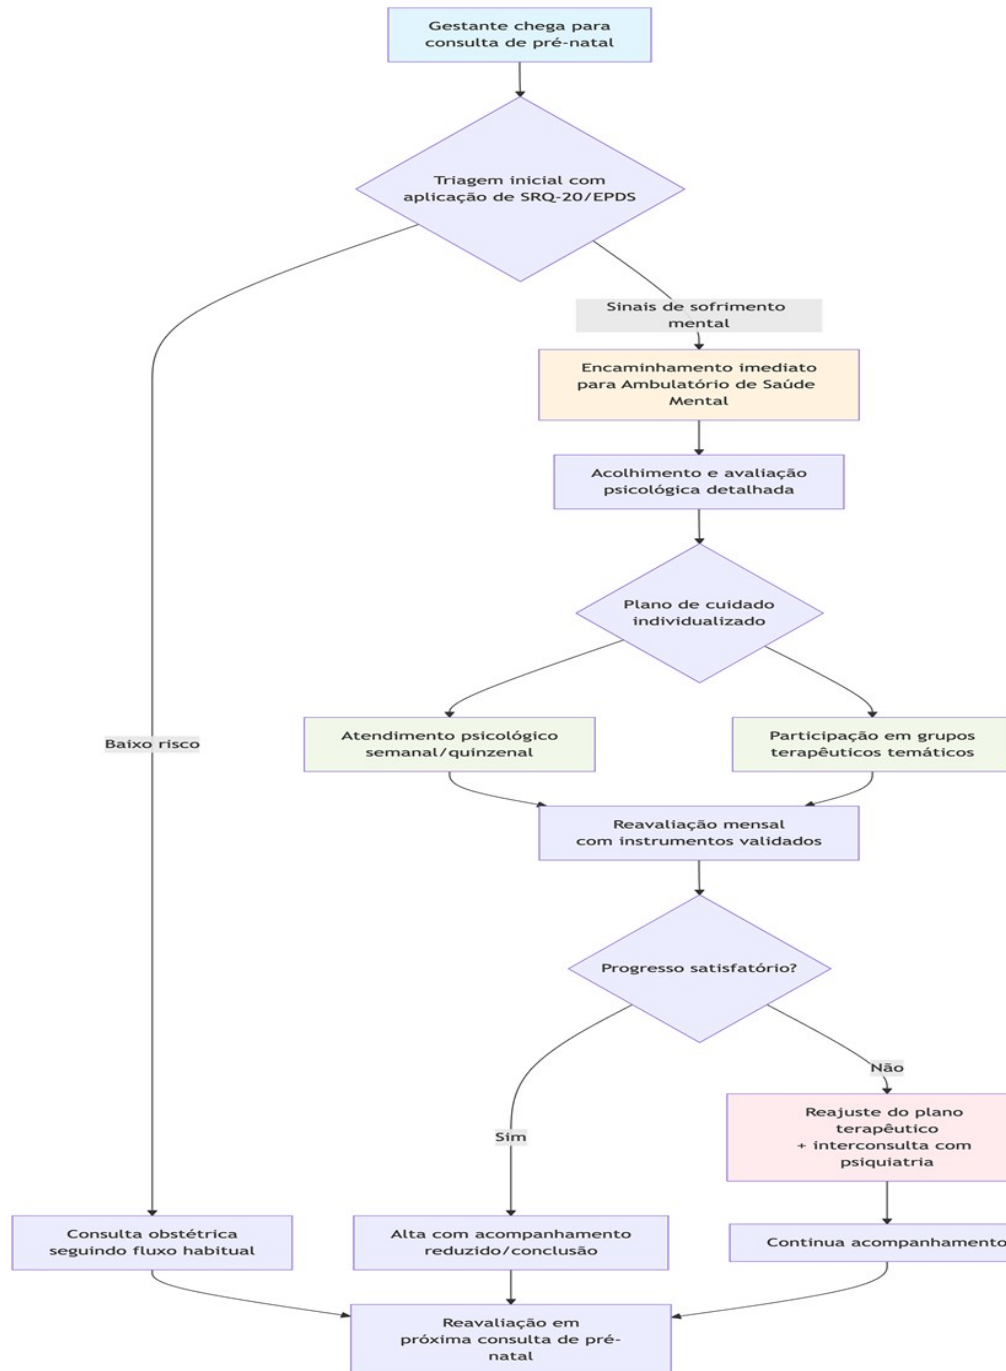 Gestante chega para
consulta de pré-natal
Triagem inicial com
aplicação de SRQ-20/EPDS
Sinais de sofrimento
mental
Encaminhamento imediato
para Ambulatório de Saúde
Mental
Acolhimento e avaliação
psicológica detalhada
Plano de cuidado
individualizado
Baixo risco
Atendimento psicológico
semanal/quinzenal
Participação em grupos
terapêuticos temáticos
Reavaliação mensal
com instrumentos validados
Progresso satisfatório?
Não
Sim
Reajuste do plano
terapêutico
+ interconsulta com
psiquiatria
Consulta obstétrica
seguindo fluxo habitual
Alta com acompanhamento
reduzido/conclusão
Continua acompanhamento
Reavaliação em
próxima consulta de pré-
natal